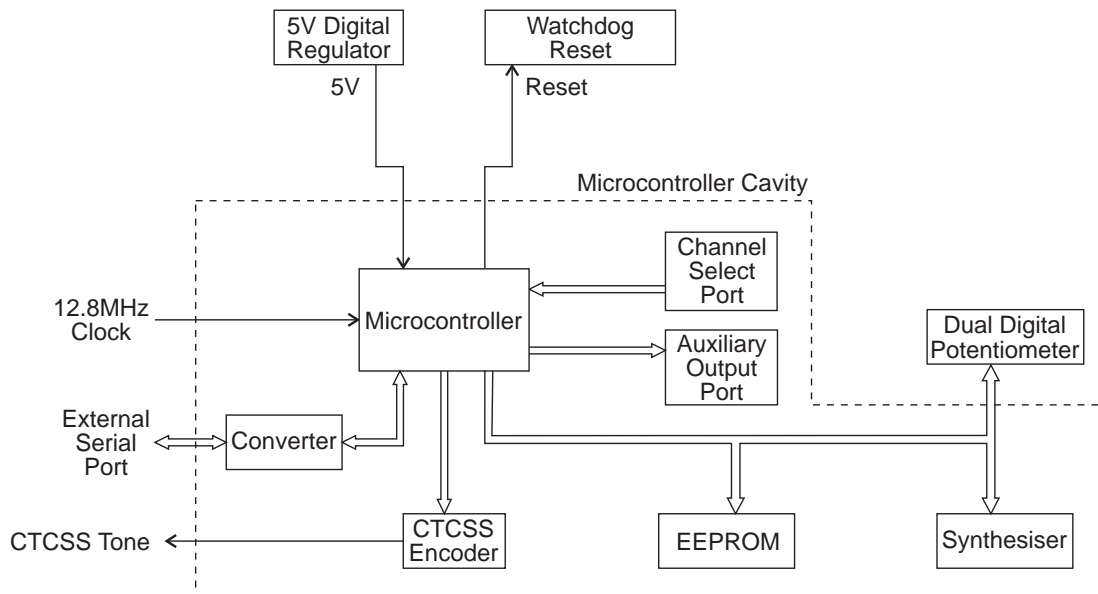 5V Digital
Regulator
Watchdog
Reset
5V
Reset
Microcontroller Cavity
Channel
Select
Port
12.8MHz
Clock
Microcontroller
Auxiliary
Output
Port
Dual Digital
Potentiometer
External
Serial
Port
Converter
CTCSS Tone
CTCSS
Encoder
EEPROM
Synthesiser